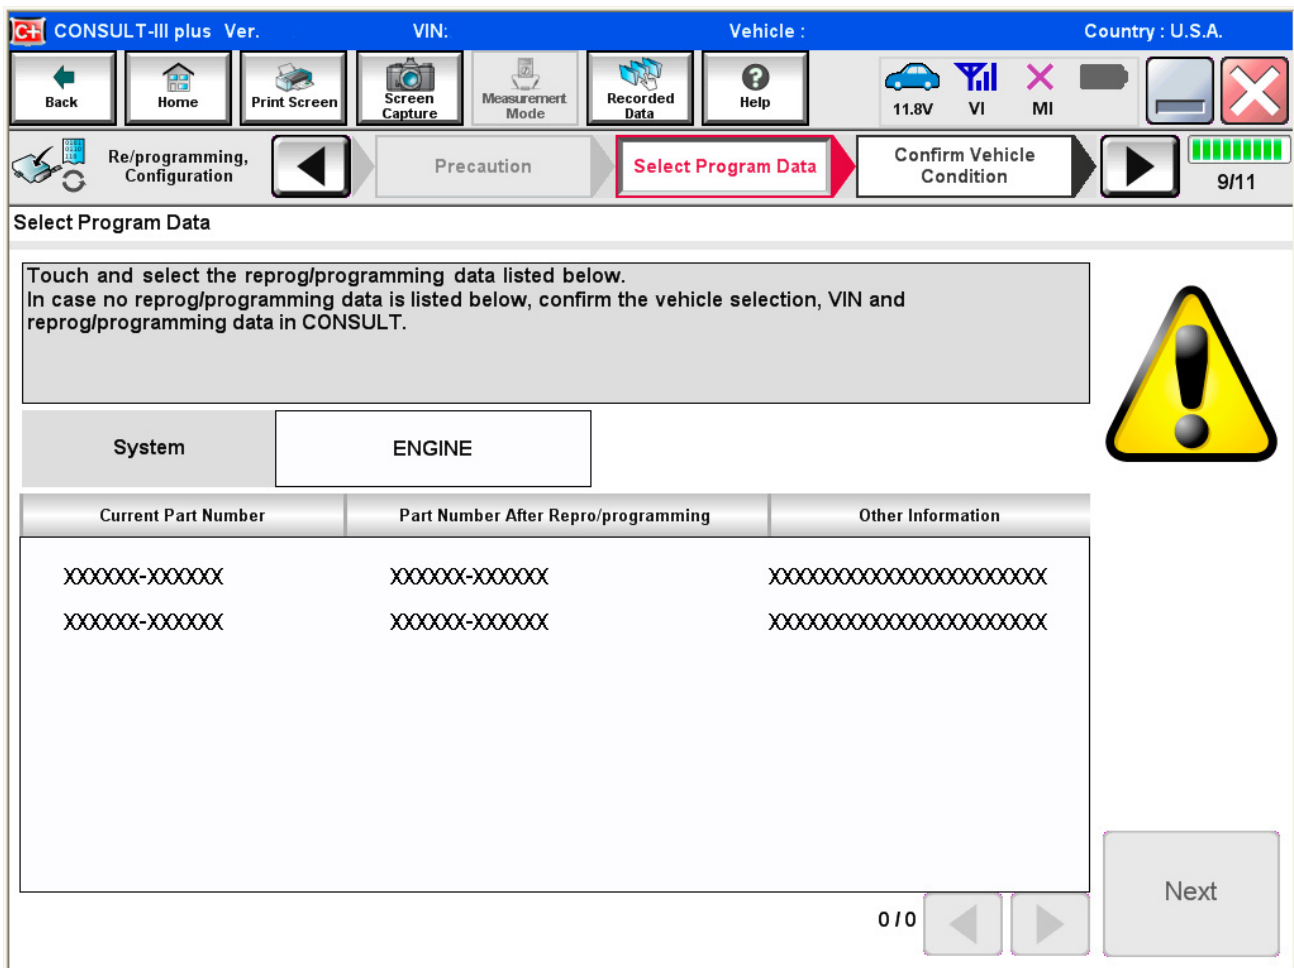 C+ CONSULT-III plus Ver. VIN: Vehicle : Country : U.S.A.
Back Home Print Screen Screen Capture Measurement Mode Recorded Data Help 11.8V VI MI
Re/programming, Configuration Precaution Select Program Data Confirm Vehicle Condition 9/11
Select Program Data
Touch and select the reprog/programming data listed below.
In case no reprog/programming data is listed below, confirm the vehicle selection, VIN and
reprog/programming data in CONSULT.
System ENGINE
Current Part Number Part Number After Repro/programming Other Information
XXXXXX-XXXXXX XXXXXX-XXXXXX XXXXXXXXXXXXXXXXXXXXXX
XXXXXX-XXXXXX XXXXXX-XXXXXX XXXXXXXXXXXXXXXXXXXXXX
Next
0 / 0